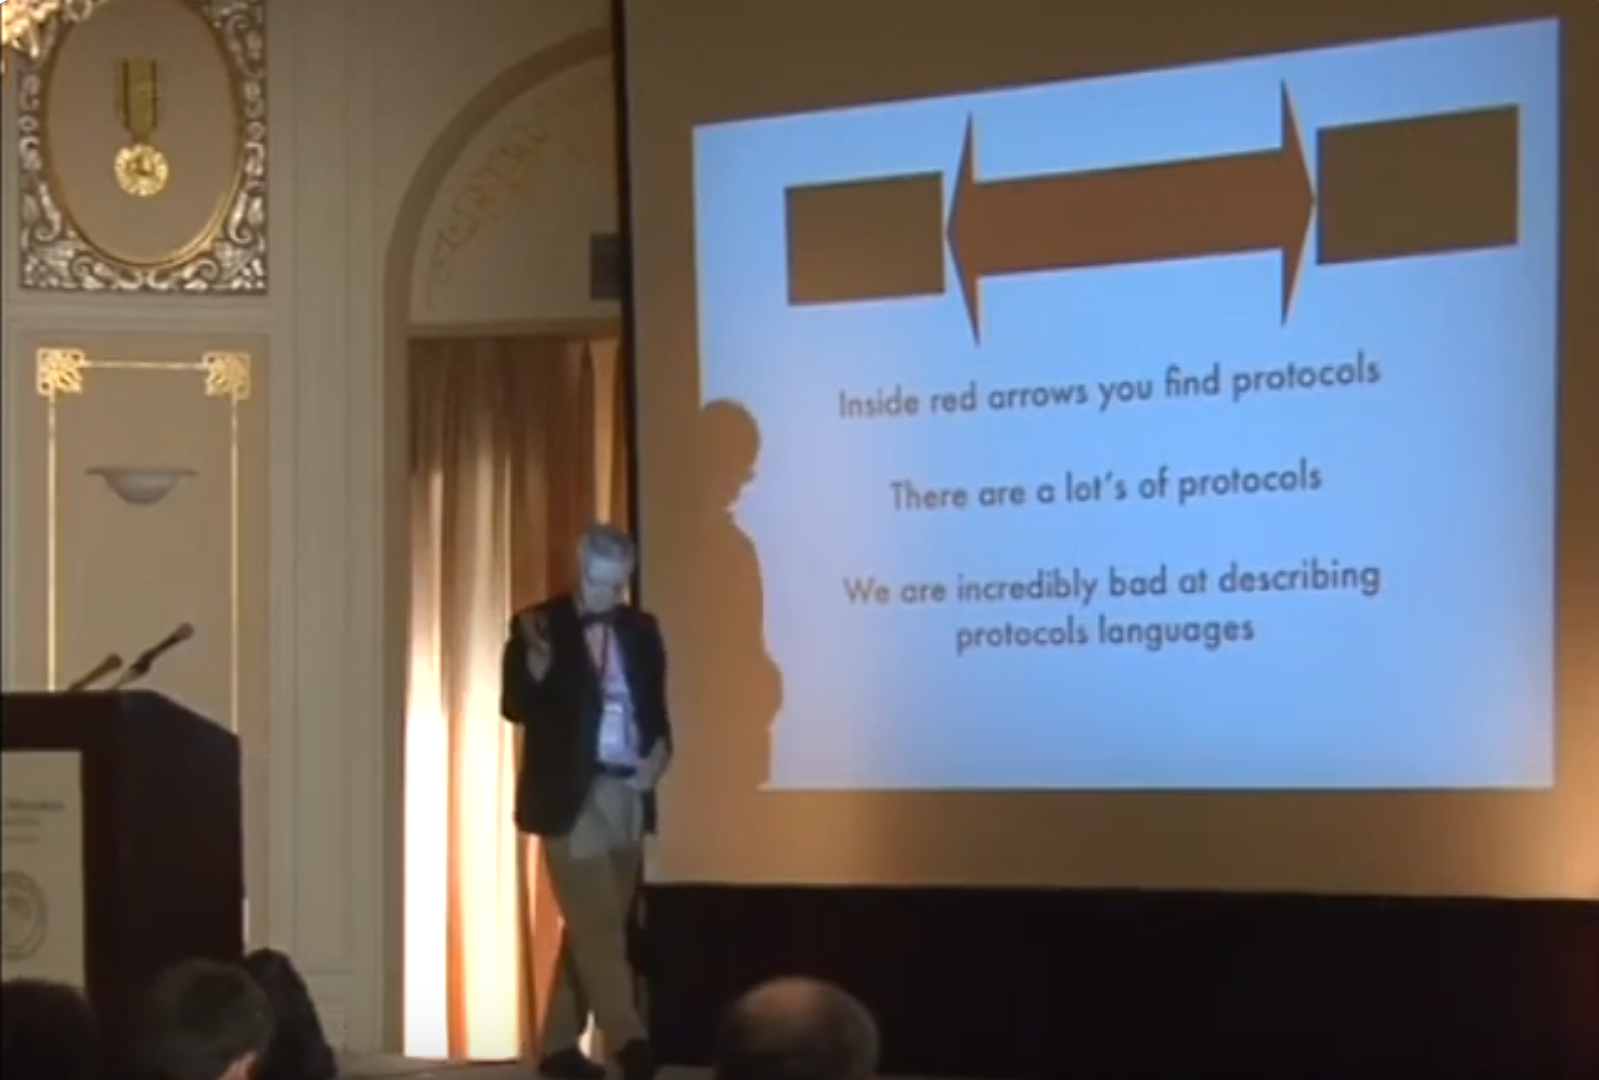 Inside red arrows you find protocols
There are a lot's of protocols
We are incredibly bad at describing
protocols languages